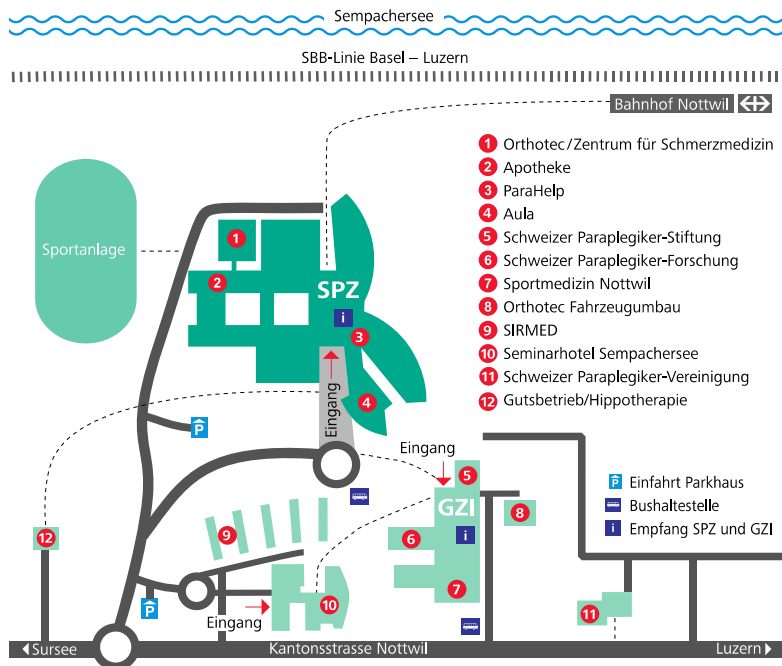 Sempachersee
SBB-Linie Basel – Luzern
Bahnhof Nottwil
1 Orthotec/Zentrum für Schmerzmedizin
2 Apotheke
3 ParaHelp
4 Aula
5 Schweizer Paraplegiker-Stiftung
6 Schweizer Paraplegiker-Forschung
7 Sportmedizin Nottwil
8 Orthotec Fahrzeugumbau
9 SIRMED
10 Seminarhotel Sempachersee
11 Schweizer Paraplegiker-Vereinigung
12 Gutsbetrieb/Hippotherapie
Sportanlage
1
2
SPZ
i
3
Eingang
4
P
Eingang
5
GZI
i
6
7
8
9
12
10
11
P
Eingang
P Einfahrt Parkhaus
Bushaltestelle
i Empfang SPZ und GZI
Sursee
Kantonsstrasse Nottwil
Luzern